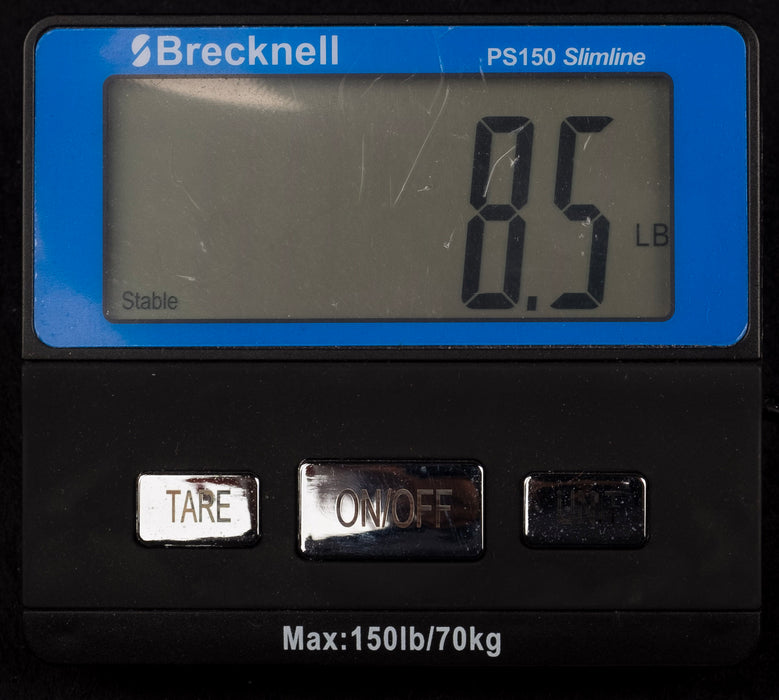 Brecknell
PS150 Slimline
8.5
LB
Stable
TARE
ON/OFF
Max:150lb/70kg